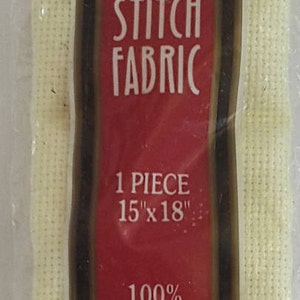 STITCH
FABRIC
1 PIECE
15"x18"
100%